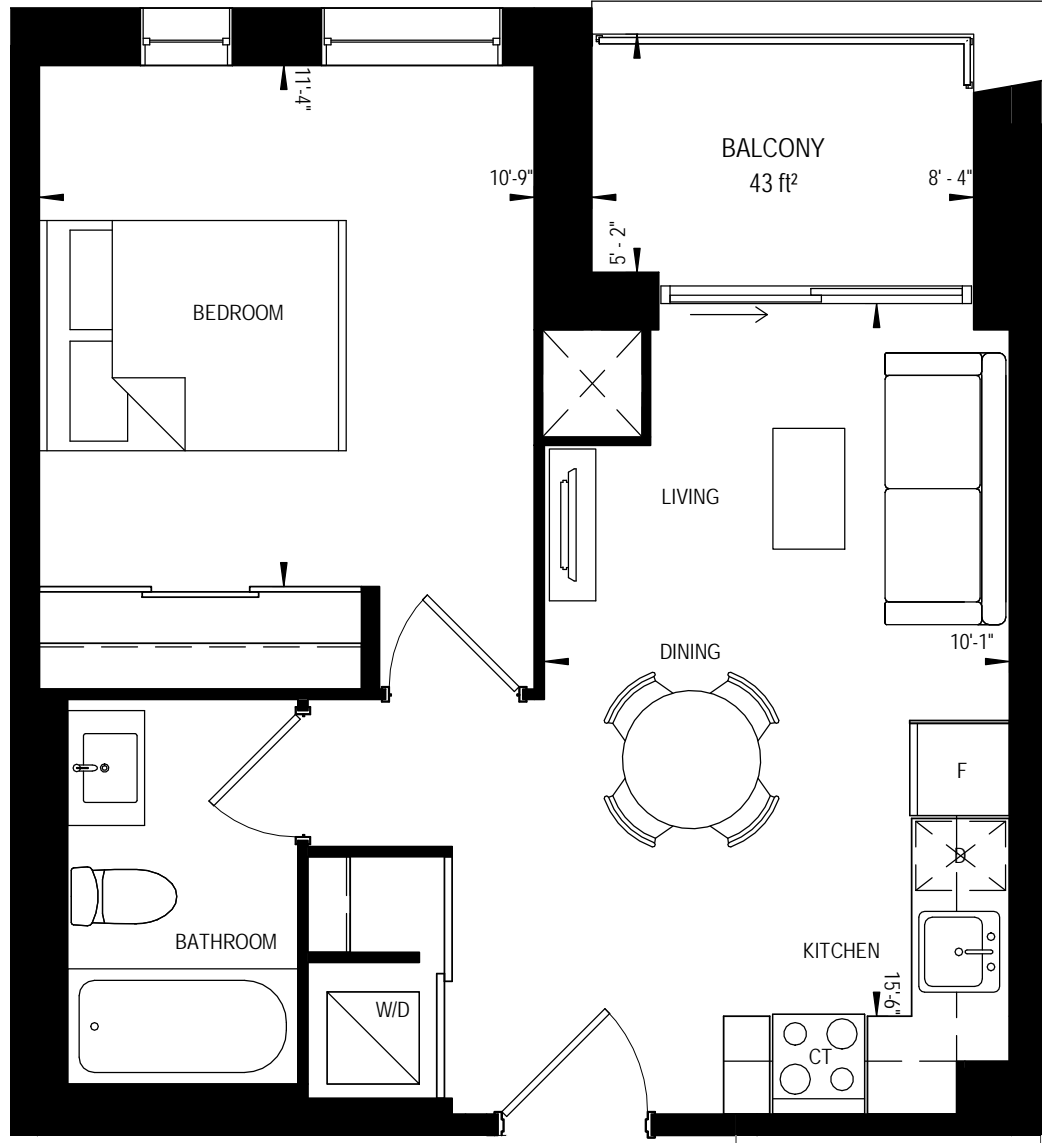 11'-4"
BALCONY
43 ft²
10'-9"
8' - 4"
5' - 2"
BEDROOM
LIVING
10'-1"
DINING
F
D
BATHROOM
KITCHEN
15'-6"
W/D
CT